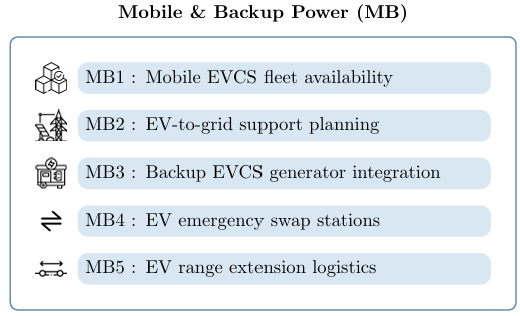 Mobile & Backup Power (MB)
MB1 : Mobile EVCS fleet availability
MB2 : EV-to-grid support planning
MB3 : Backup EVCS generator integration
MB4 : EV emergency swap stations
MB5 : EV range extension logistics